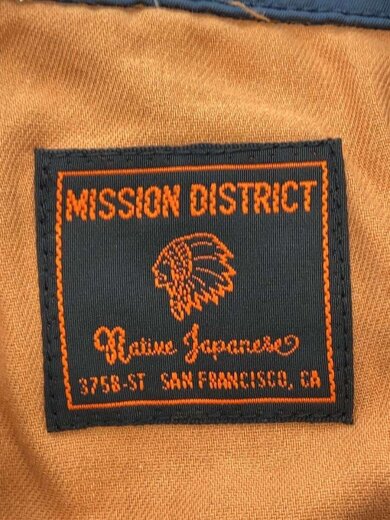 MISSION DISTRICT
Native Japanese
3758-ST SAN FRANCISCO, CA